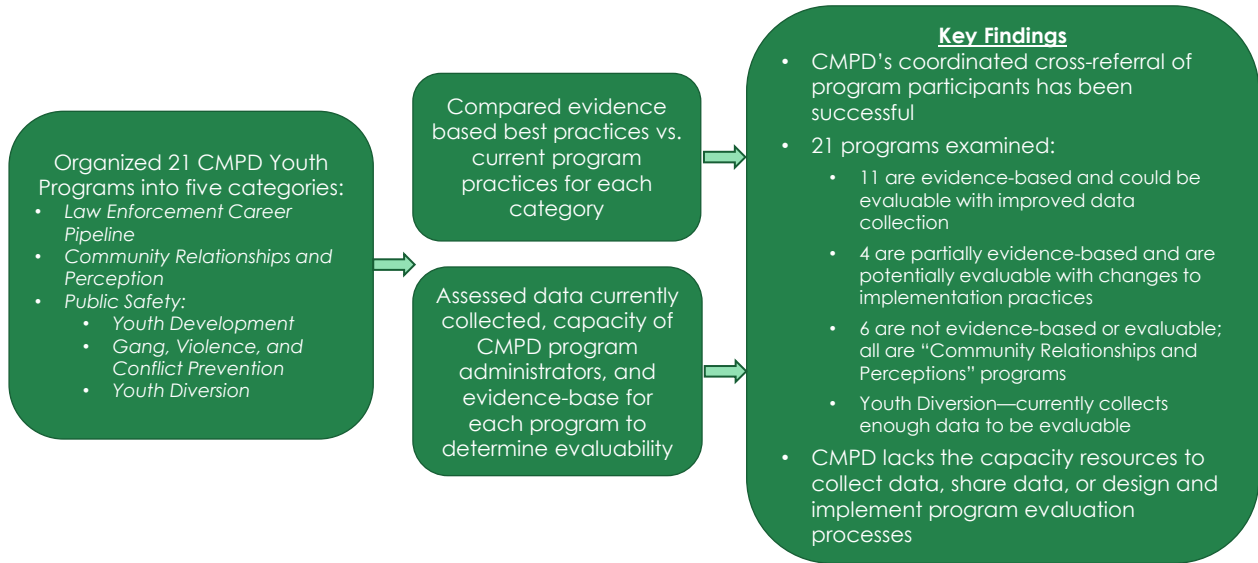 Organized 21 CMPD Youth
Programs into five categories:
• Law Enforcement Career
Pipeline
• Community Relationships and
Perception
• Public Safety:
• Youth Development
• Gang, Violence, and
Conflict Prevention
• Youth Diversion
Compared evidence
based best practices vs.
current program
practices for each
category
Assessed data currently
collected, capacity of
CMPD program
administrators, and
evidence-base for
each program to
determine evaluability
Key Findings
• CMPD’s coordinated cross-referral of
program participants has been
successful
• 21 programs examined:
• 11 are evidence-based and could be
evaluable with improved data
collection
• 4 are partially evidence-based and are
potentially evaluable with changes to
implementation practices
• 6 are not evidence-based or evaluable;
all are “Community Relationships and
Perceptions” programs
• Youth Diversion—currently collects
enough data to be evaluable
• CMPD lacks the capacity resources to
collect data, share data, or design and
implement program evaluation
processes